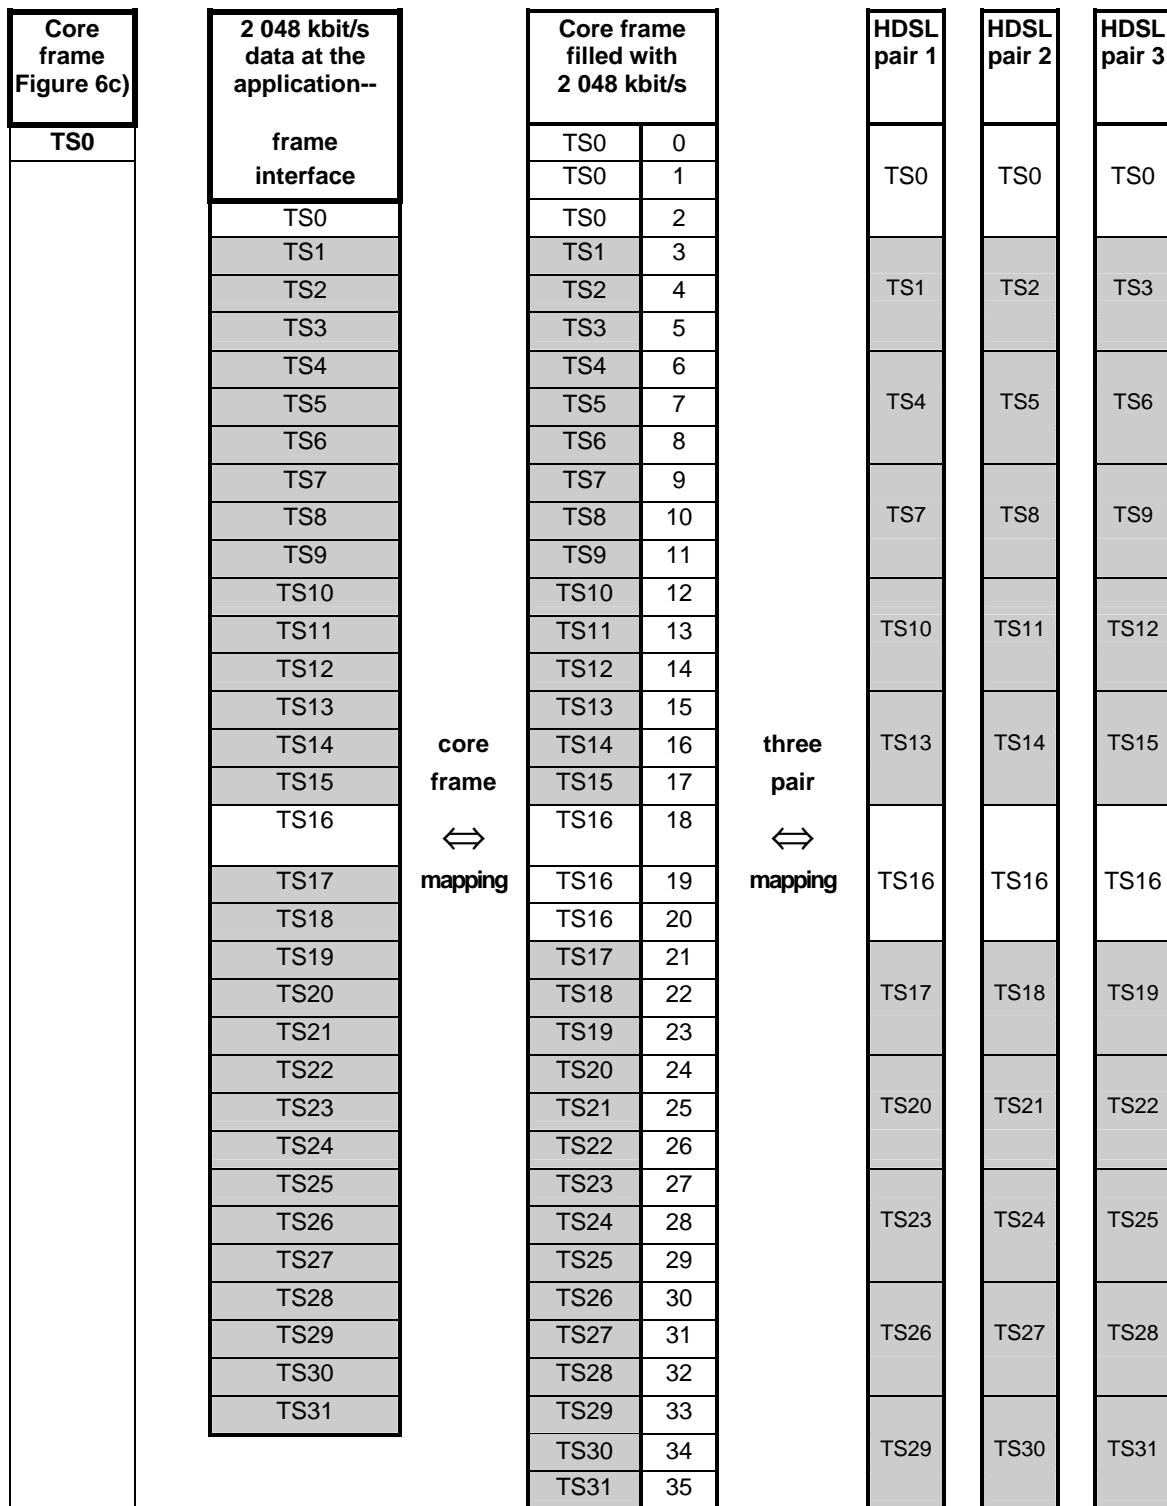 Core frame Figure 6c) 2 048 kbit/s data at the application-- Core frame filled with 2 048 kbit/s HDSL pair 1 HDSL pair 2 HDSL pair 3
TS0 frame TS0 0
interface TS0 1 TS0 TS0 TS0
TS0 TS0 2
TS1 TS1 3
TS2 TS2 4 TS1 TS2 TS3
TS3 TS3 5
TS4 TS4 6
TS5 TS5 7 TS4 TS5 TS6
TS6 TS6 8
TS7 TS7 9
TS8 TS8 10 TS7 TS8 TS9
TS9 TS9 11
TS10 TS10 12
TS11 TS11 13 TS10 TS11 TS12
TS12 TS12 14
TS13 TS13 15
TS14 core TS14 16 three TS13 TS14 TS15
TS15 frame TS15 17 pair
TS16 ⇔ TS16 18 ⇔
TS17 mapping TS16 19 mapping TS16 TS16 TS16
TS18 TS16 20
TS19 TS17 21
TS20 TS18 22 TS17 TS18 TS19
TS21 TS19 23
TS22 TS20 24
TS23 TS21 25 TS20 TS21 TS22
TS24 TS22 26
TS25 TS23 27
TS26 TS24 28 TS23 TS24 TS25
TS27 TS25 29
TS28 TS26 30
TS29 TS27 31 TS26 TS27 TS28
TS30 TS28 32
TS31 TS29 33
TS30 34 TS29 TS30 TS31
TS31 35